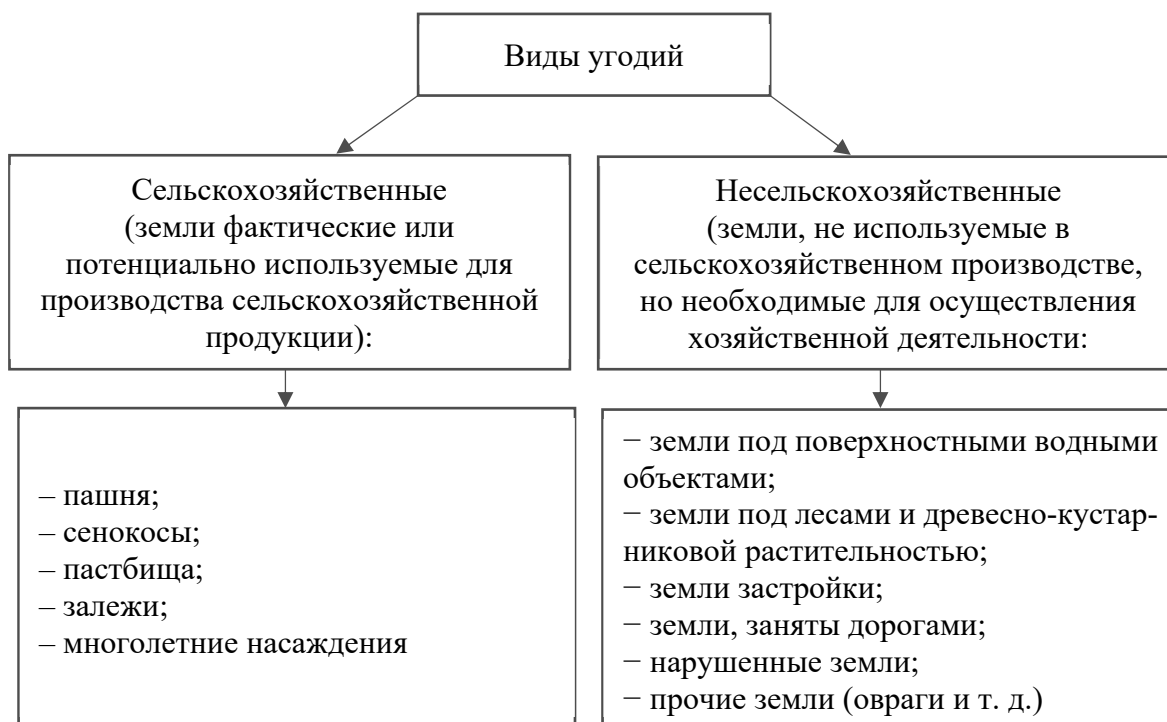 Виды угодий
Сельскохозяйственные
(земли фактические или
потенциально используемые для
производства сельскохозяйственной
продукции):
Несельскохозяйственные
(земли, не используемые в
сельскохозяйственном производстве,
но необходимые для осуществления
хозяйственной деятельности:
– пашня;
– сенокосы;
– пастбища;
– залежи;
– многолетние насаждения
− земли под поверхностными водными
объектами;
− земли под лесами и древесно-кустар-
никовой растительностью;
− земли застройки;
− земли, заняты дорогами;
− нарушенные земли;
− прочие земли (овраги и т. д.)